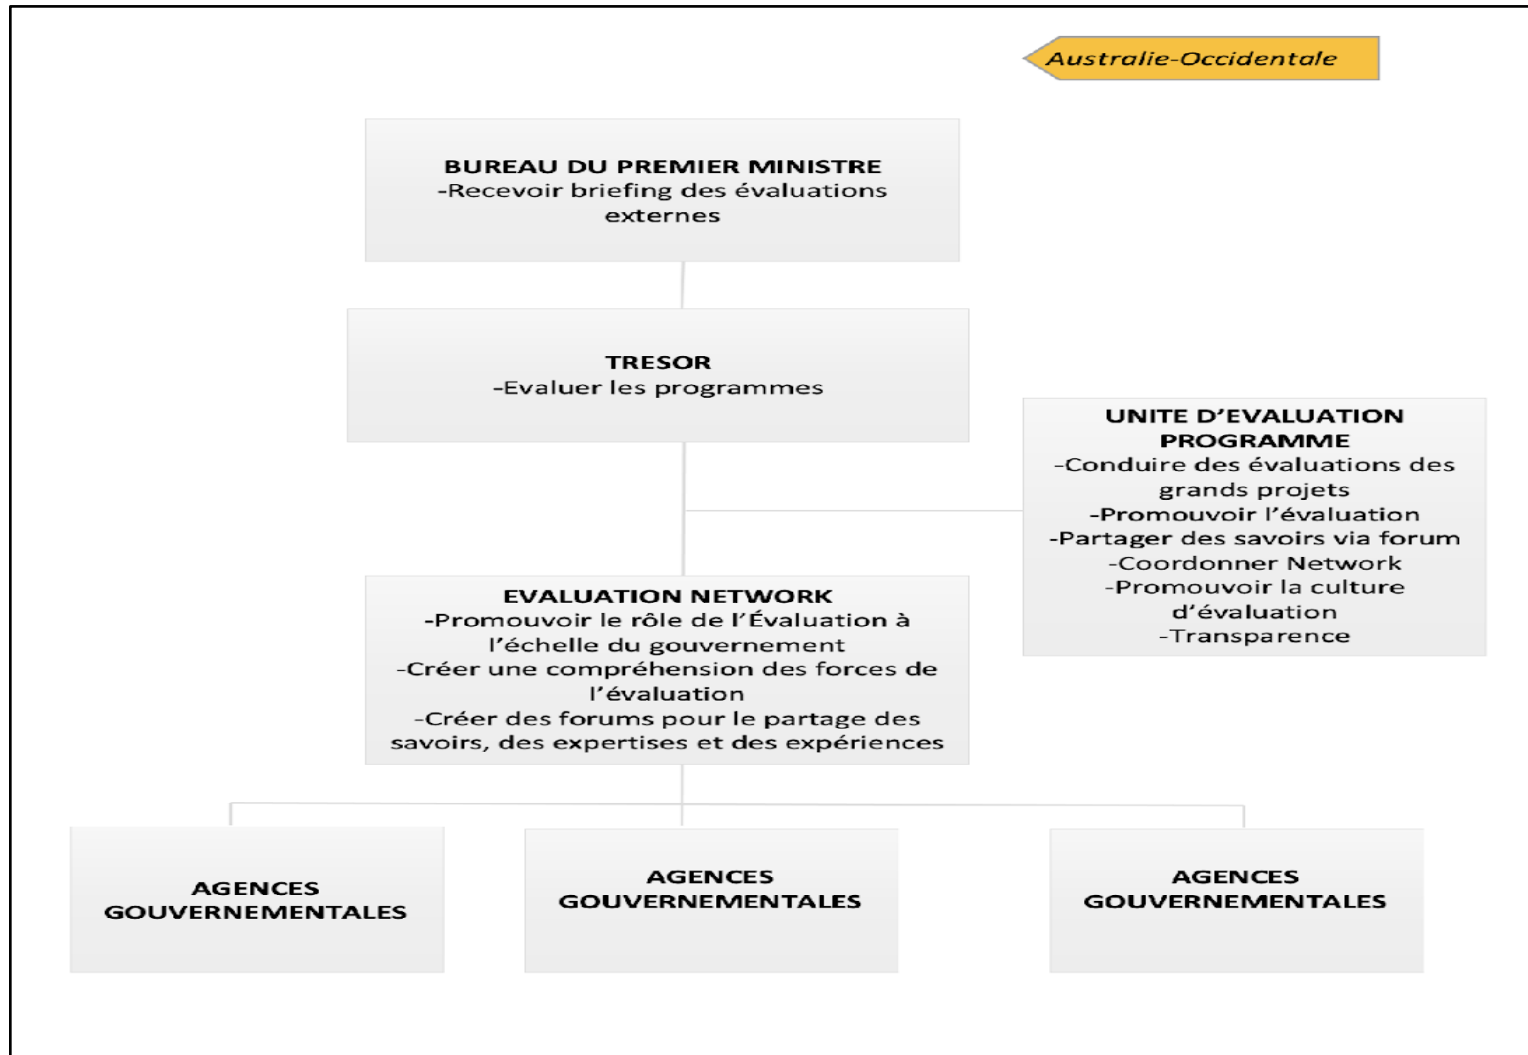 Australie-Occidentale
BUREAU DU PREMIER MINISTRE
-Recevoir briefing des évaluations
externes
TRESOR
-Evaluer les programmes
UNITE D’EVALUATION
PROGRAMME
-Conduire des évaluations des
grands projets
-Promouvoir l’évaluation
-Partager des savoirs via forum
-Coordonner Network
-Promouvoir la culture
d’évaluation
-Transparence
EVALUATION NETWORK
-Promouvoir le rôle de l’Évaluation à
l’échelle du gouvernement
-Créer une compréhension des forces de
l’évaluation
-Créer des forums pour le partage des
savoirs, des expertises et des expériences
AGENCES
GOUVERNEMENTALES
AGENCES
GOUVERNEMENTALES
AGENCES
GOUVERNEMENTALES